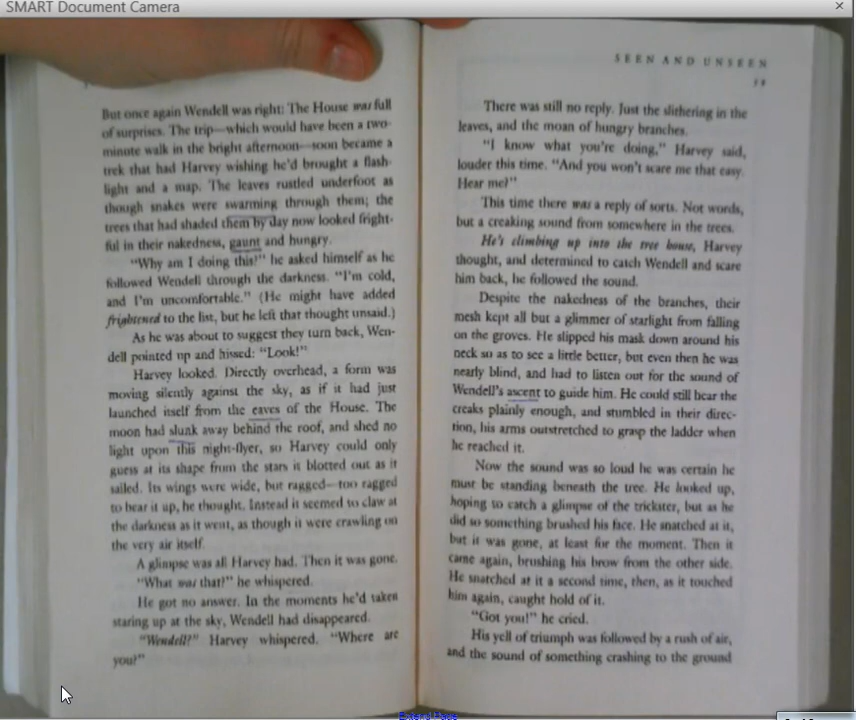 SMART Document Camera
But once again Wendell was right: The House was full
of surprises. The trip—which would have been a two-
minute walk in the bright afternoon—soon became a
trek that had Harvey wishing he'd brought a flash-
light and a map. The leaves rustled underfoot as
though snakes were swarming through them; the
trees that had shaded them by day now looked fright-
ful in their nakedness, gaunt and hungry.
"Why am I doing this?" he asked himself as he
followed Wendell through the darkness. "I'm cold,
and I'm uncomfortable." (He might have added
frightened to the list, but he left that thought unsaid.)
As he was about to suggest they turn back, Wen-
dell pointed up and hissed: "Look!"
Harvey looked. Directly overhead, a form was
moving silently against the sky, as if it had just
launched itself from the eaves of the House. The
moon had slunk away behind the roof, and shed no
light upon this night-flyer, so Harvey could only
guess at its shape from the stars it blotted out as it
sailed. Its wings were wide, but ragged—too ragged
to bear it up, he thought. Instead it seemed to claw at
the darkness as it went, as though it were crawling on
the very air itself.
A glimpse was all Harvey had. Then it was gone.
"What was that?" he whispered.
He got no answer. In the moments he'd taken
staring up at the sky, Wendell had disappeared.
"Wendell?" Harvey whispered. "Where are
you?"
SEEN AND UNSEEN
There was still no reply. Just the slithering in the
leaves, and the moan of hungry branches.
"I know what you're doing," Harvey said,
louder this time. "And you won't scare me that easy.
Hear me?"
This time there was a reply of sorts. Not words,
but a creaking sound from somewhere in the trees.
He's climbing up into the tree house, Harvey
thought, and determined to catch Wendell and scare
him back, he followed the sound.
Despite the nakedness of the branches, their
mesh kept all but a glimmer of starlight from falling
on the groves. He slipped his mask down around his
neck so as to see a little better, but even then he was
nearly blind, and had to listen out for the sound of
Wendell's ascent to guide him. He could still hear the
creaks plainly enough, and stumbled in their direc-
tion, his arms outstretched to grasp the ladder when
he reached it.
Now the sound was so loud he was certain he
must be standing beneath the tree. He looked up,
hoping to catch a glimpse of the trickster, but as he
did so something brushed his face. He snatched at it,
but it was gone, at least for the moment. Then it
came again, brushing his brow from the other side.
He snatched at it a second time, then, as it touched
him again, caught hold of it.
"Got you!" he cried.
His yell of triumph was followed by a rush of air,
and the sound of something crashing to the ground
Extend Page